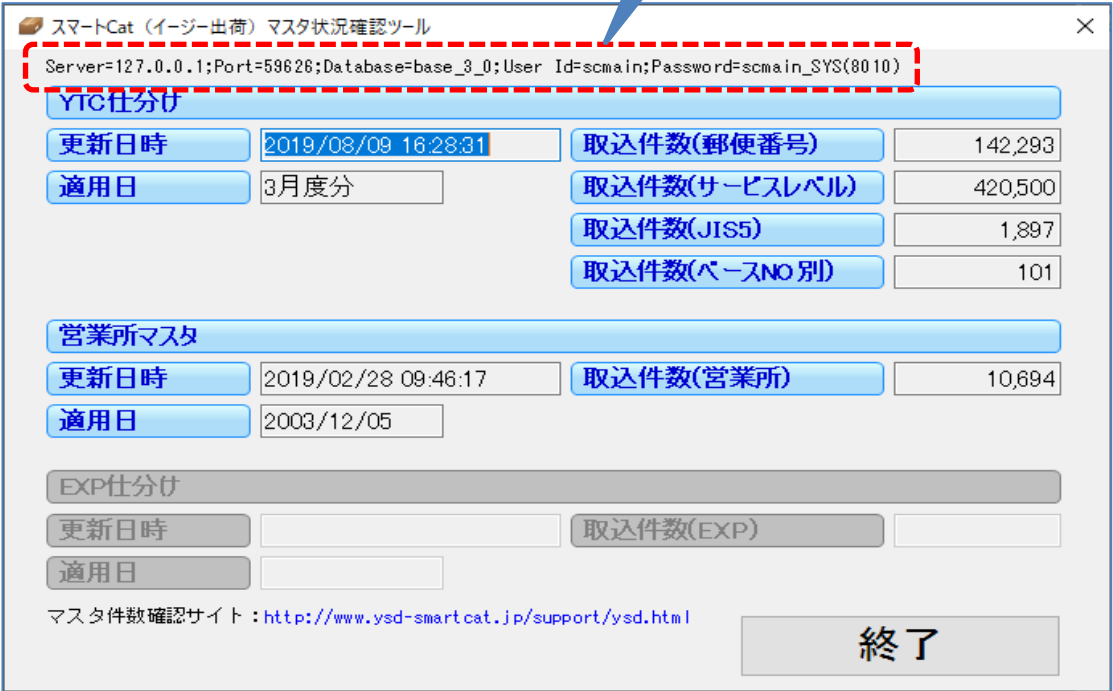 スマートCat（イージー出荷）マスタ状況確認ツール
Server=127.0.0.1;Port=59626;Database=base_3_0;User Id=scmain;Password=scmain_SYS(8010)
YTC仕分け
更新日時 2019/08/09 16:28:31 取込件数(郵便番号) 142,293
適用日 3月度分 取込件数(サービスレベル) 420,500
取込件数(JIS5) 1,897
取込件数(ベースNO別) 101
営業所マスタ
更新日時 2019/02/28 09:46:17 取込件数(営業所) 10,694
適用日 2003/12/05
EXP仕分け
更新日時 取込件数(EXP)
適用日
マスタ件数確認サイト：http://www.ysd-smartcat.jp/support/ysd.html
終了